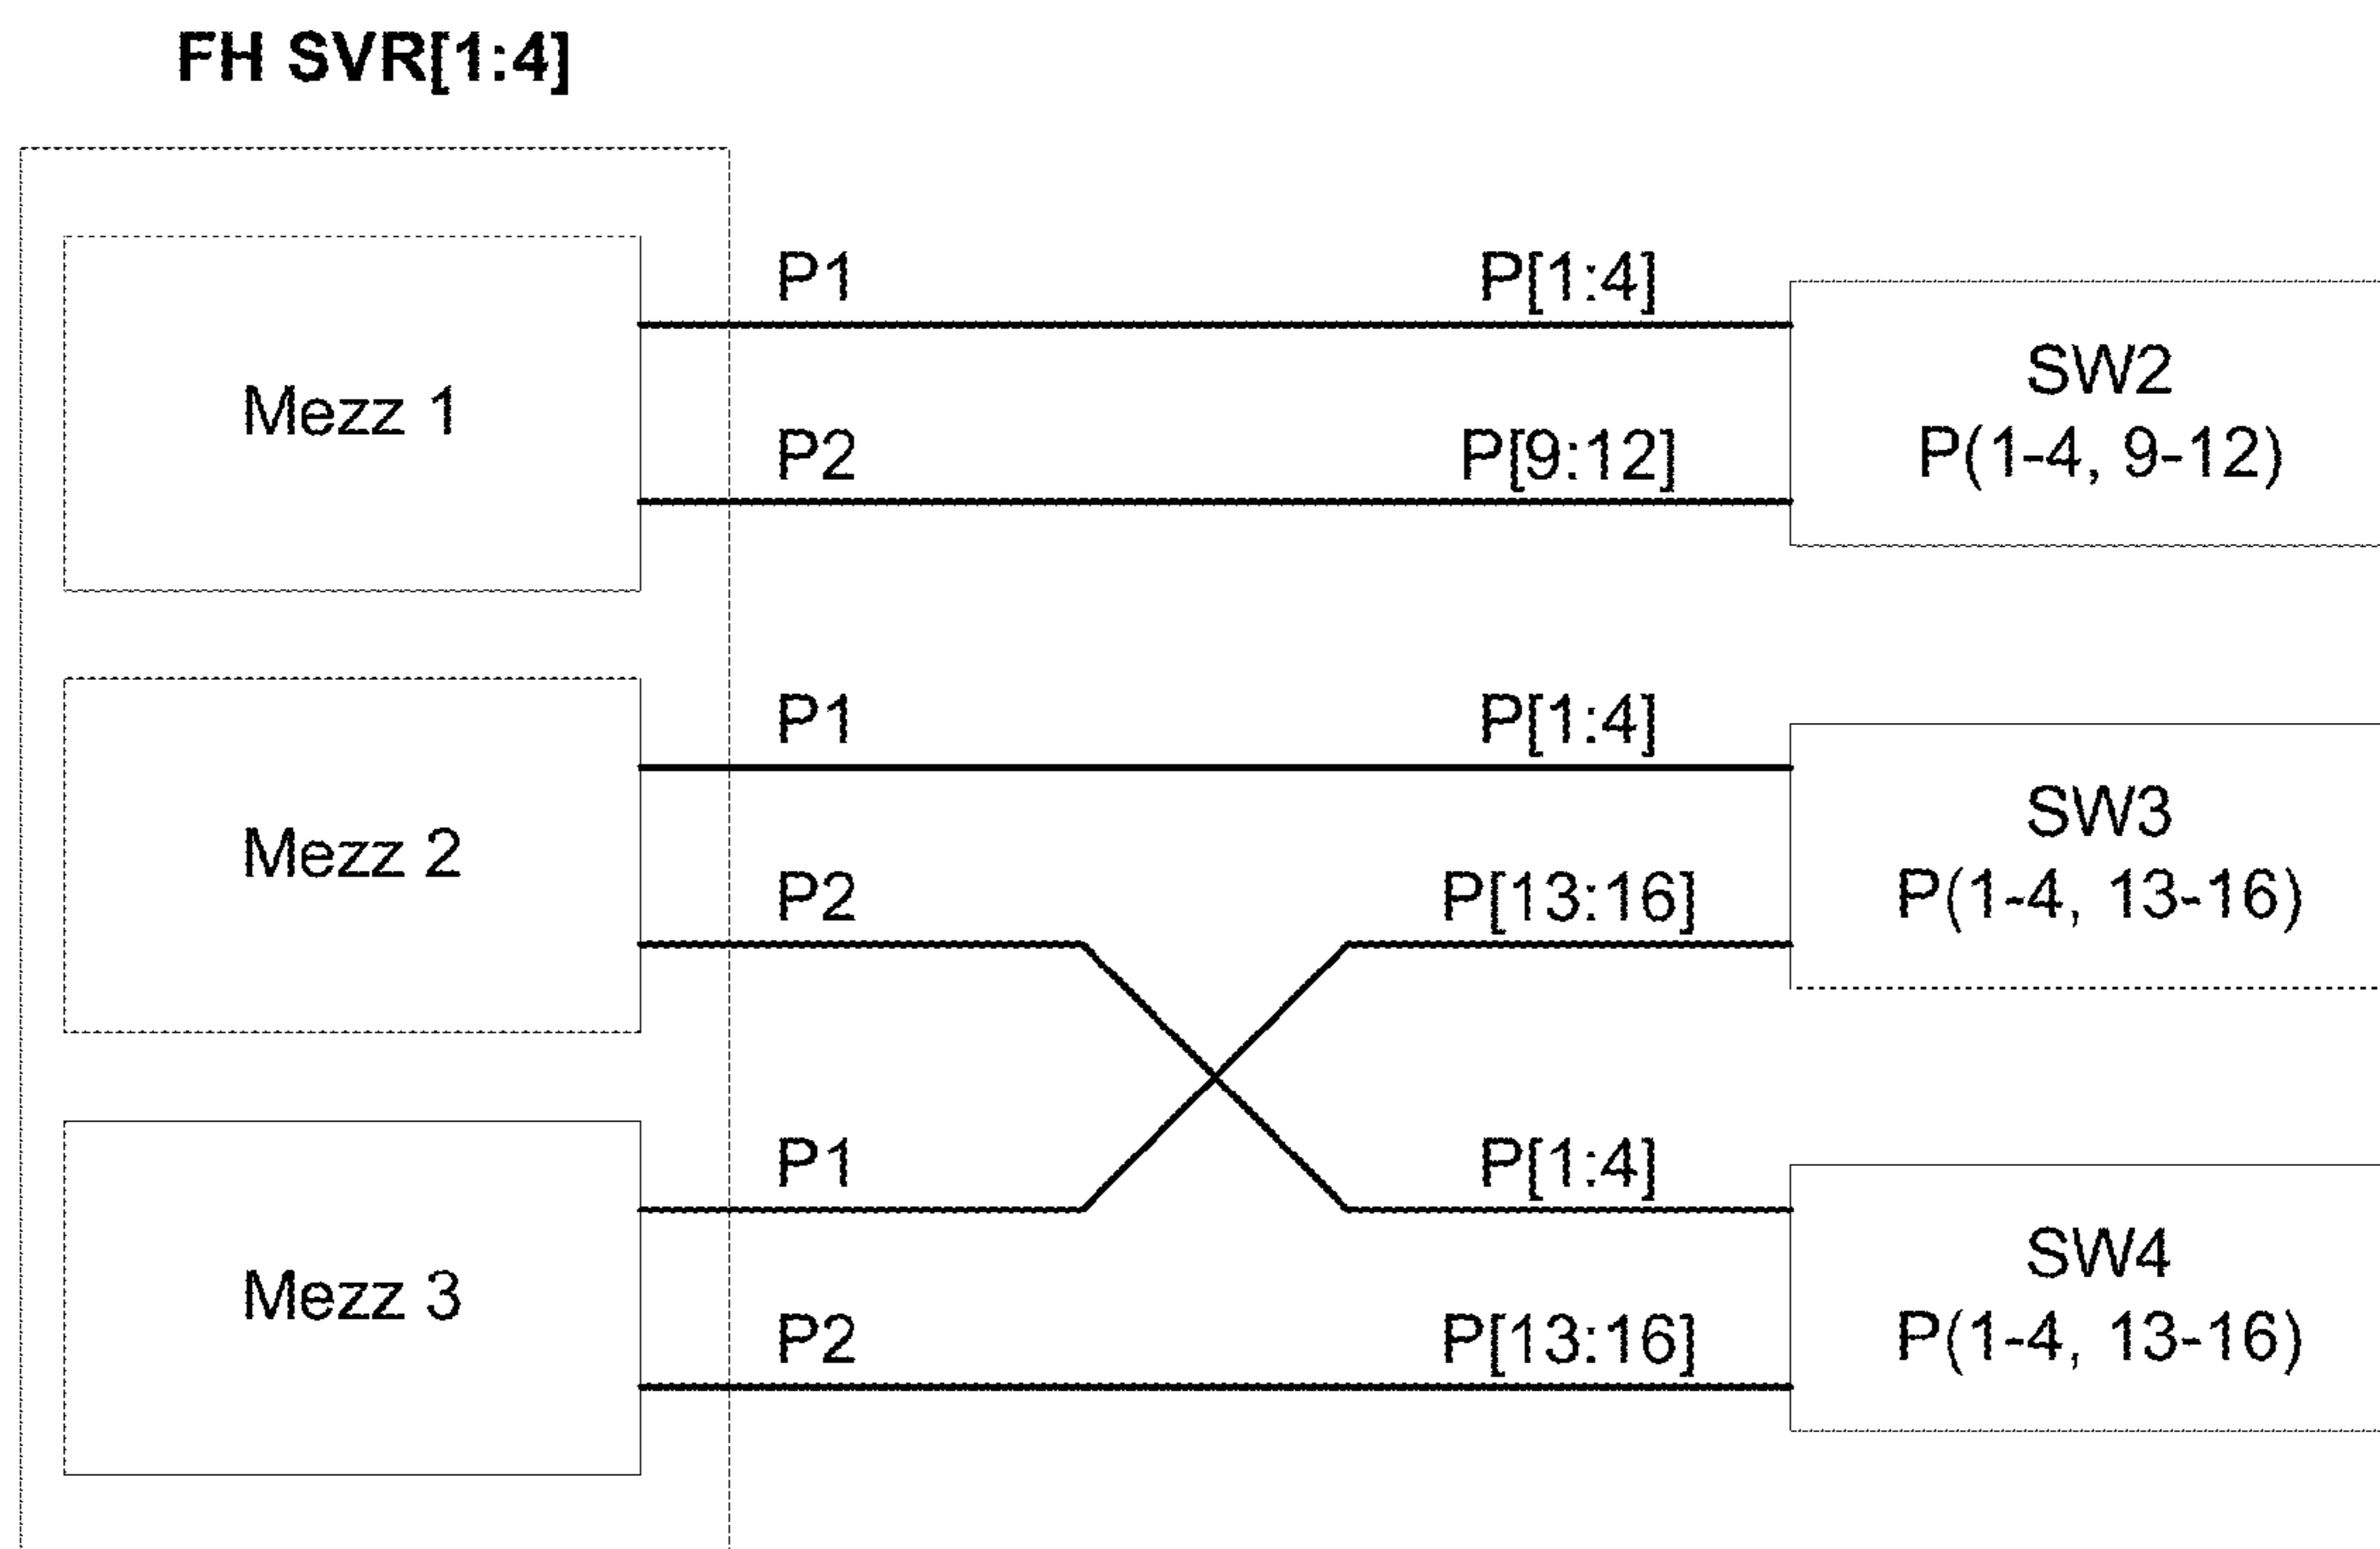 FH SVR[1:4]
P1
P[1:4]
Mezz 1
SW2
P(1-4, 9-12)
P2
P[9:12]
P1
P[1:4]
Mezz 2
SW3
P(1-4, 13-16)
P2
P[13:16]
P1
P[1:4]
Mezz 3
SW4
P(1-4, 13-16)
P2
P[13:16]